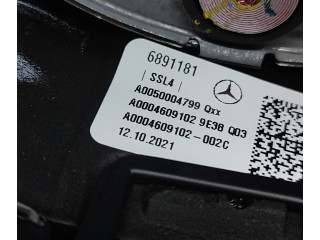 6891181
| SSL4 |
A0050004799 Qxx
A0004609102 9E38 Q03
A0004609102-002C
12.10.2021